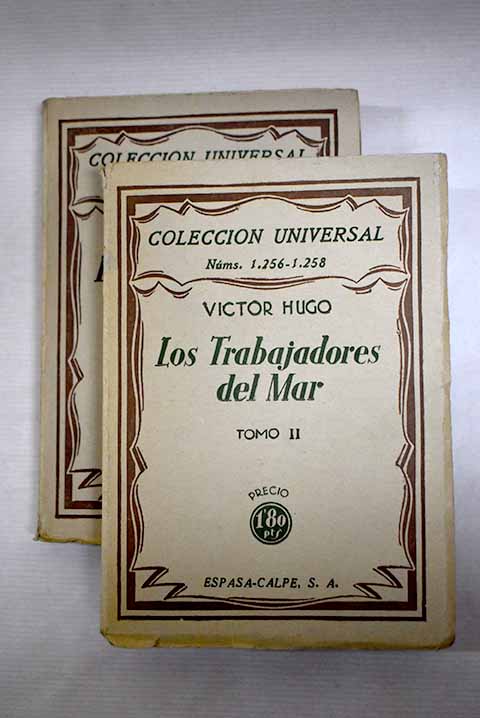 COLECCION UNIVERSAL
COLECCION UNIVERSAL
Núms. 1.256-1.258
VICTOR HUGO
Los Trabajadores
del Mar
TOMO II
PRECIO
1'80
pts
ESPASA-CALPE, S. A.